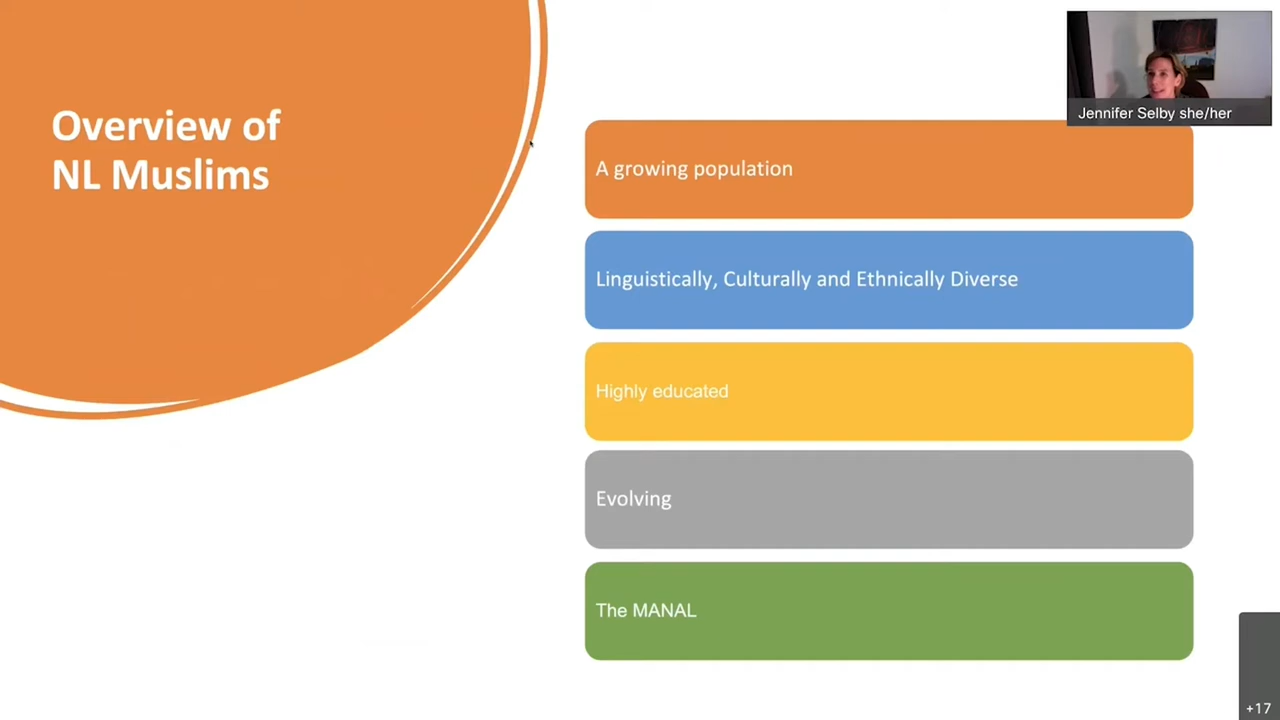 Overview of
NL Muslims
Jennifer Selby she/her
A growing population
Linguistically, Culturally and Ethnically Diverse
Highly educated
Evolving
The MANAL
+17